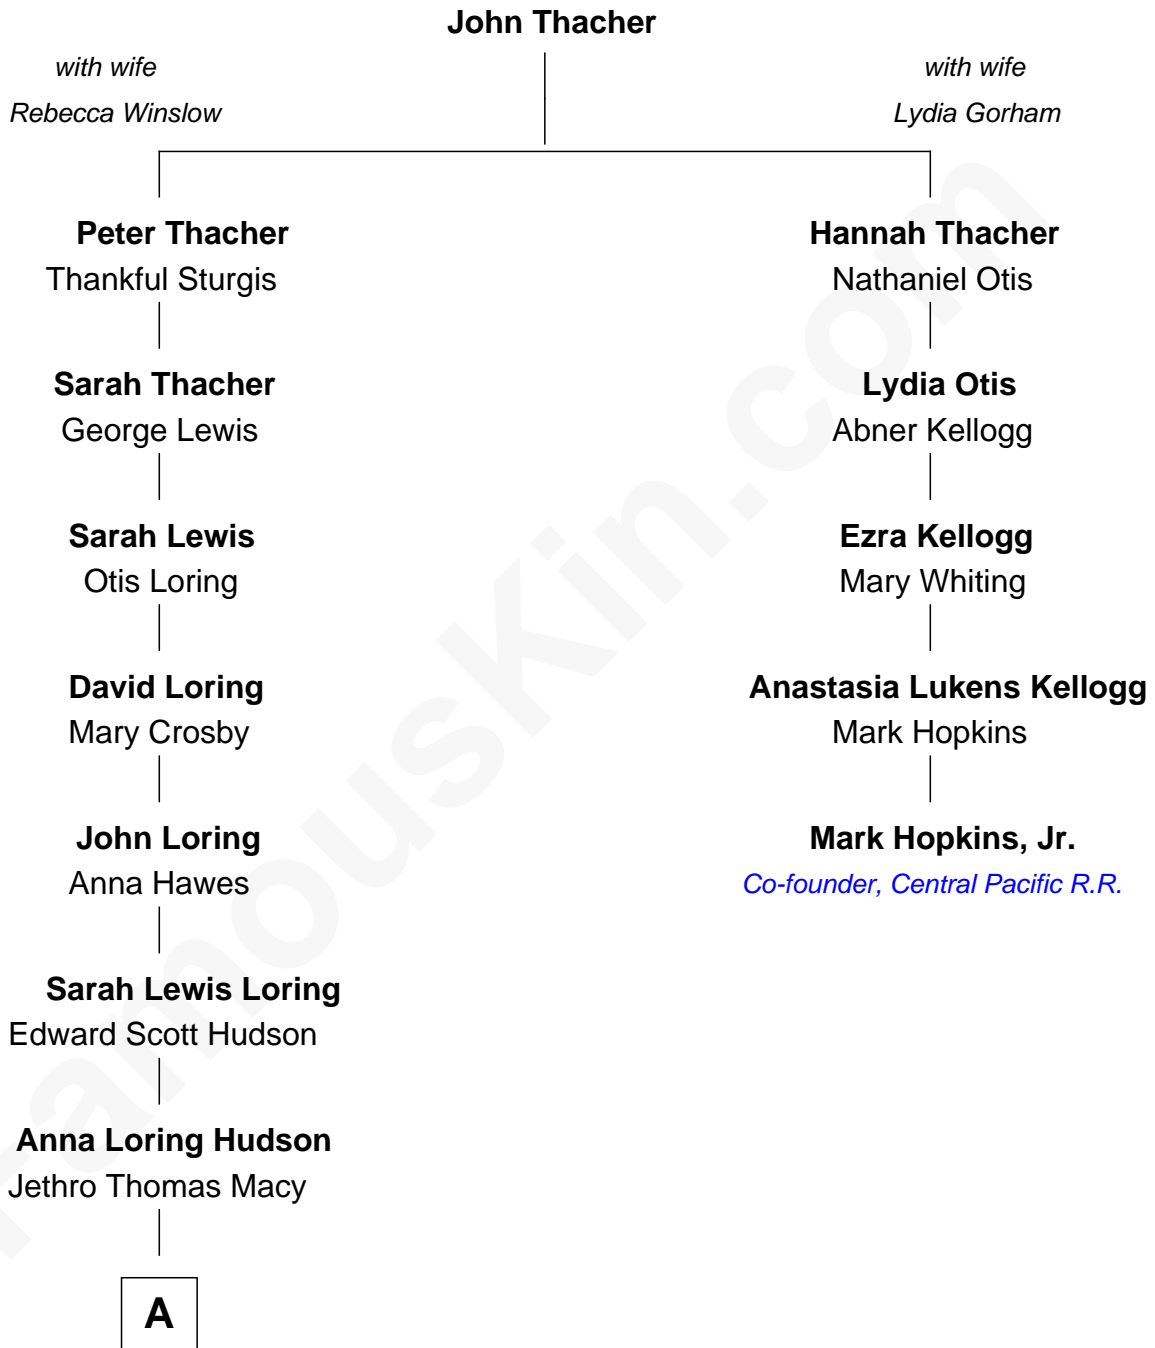 John Thacher
with wife
Rebecca Winslow
with wife
Lydia Gorham
Peter Thacher
Thankful Sturgis
Hannah Thacher
Nathaniel Otis
Sarah Thacher
George Lewis
Lydia Otis
Abner Kellogg
Sarah Lewis
Otis Loring
Ezra Kellogg
Mary Whiting
David Loring
Mary Crosby
Anastasia Lukens Kellogg
Mark Hopkins
John Loring
Anna Hawes
Mark Hopkins, Jr.
Co-founder, Central Pacific R.R.
Sarah Lewis Loring
Edward Scott Hudson
Anna Loring Hudson
Jethro Thomas Macy
A
FamousKin.com